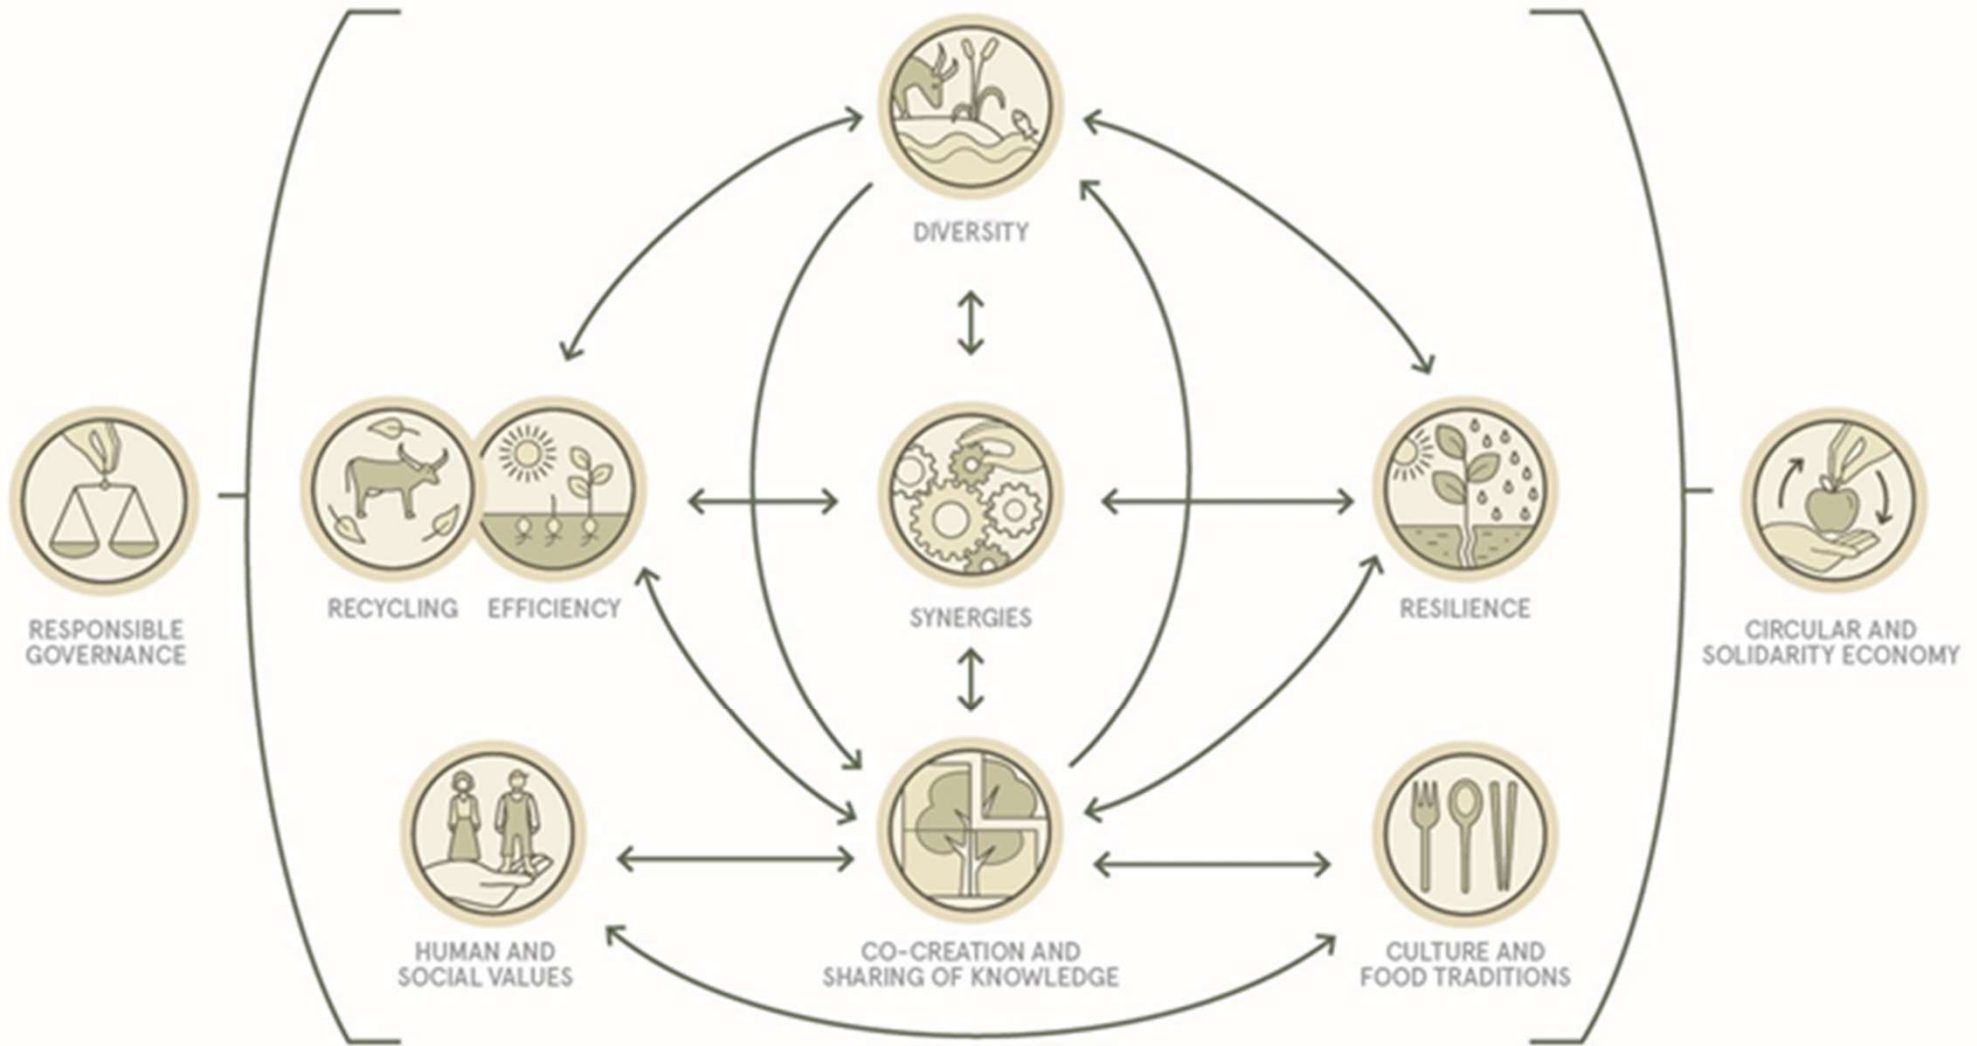 DIVERSITY
RECYCLING
EFFICIENCY
SYNERGIES
RESILIENCE
RESPONSIBLE
GOVERNANCE
CIRCULAR AND
SOLIDARITY ECONOMY
HUMAN AND
SOCIAL VALUES
CO-CREATION AND
SHARING OF KNOWLEDGE
CULTURE AND
FOOD TRADITIONS